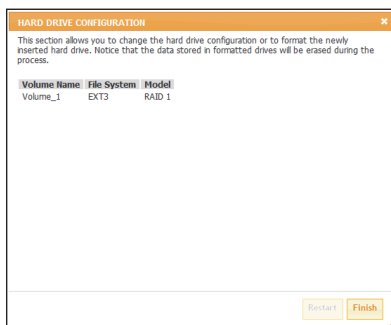 HARD DRIVE CONFIGURATION
This section allows you to change the hard drive configuration or to format the newly
inserted hard drive. Notice that the data stored in formatted drives will be erased during the
process.
Volume Name File System Model
Volume_1 EXT3 RAID 1
Restart Finish